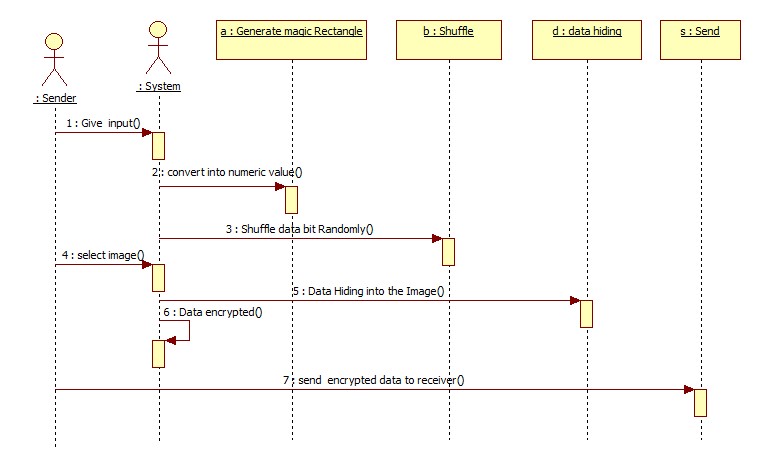 a : Generate magic Rectangle
b : Shuffle
d : data hiding
s : Send
: Sender
: System
1 : Give input()
2 : convert into numeric value()
3 : Shuffle data bit Randomly()
4 : select image()
5 : Data Hiding into the Image()
6 : Data encrypted()
7 : send encrypted data to receiver()